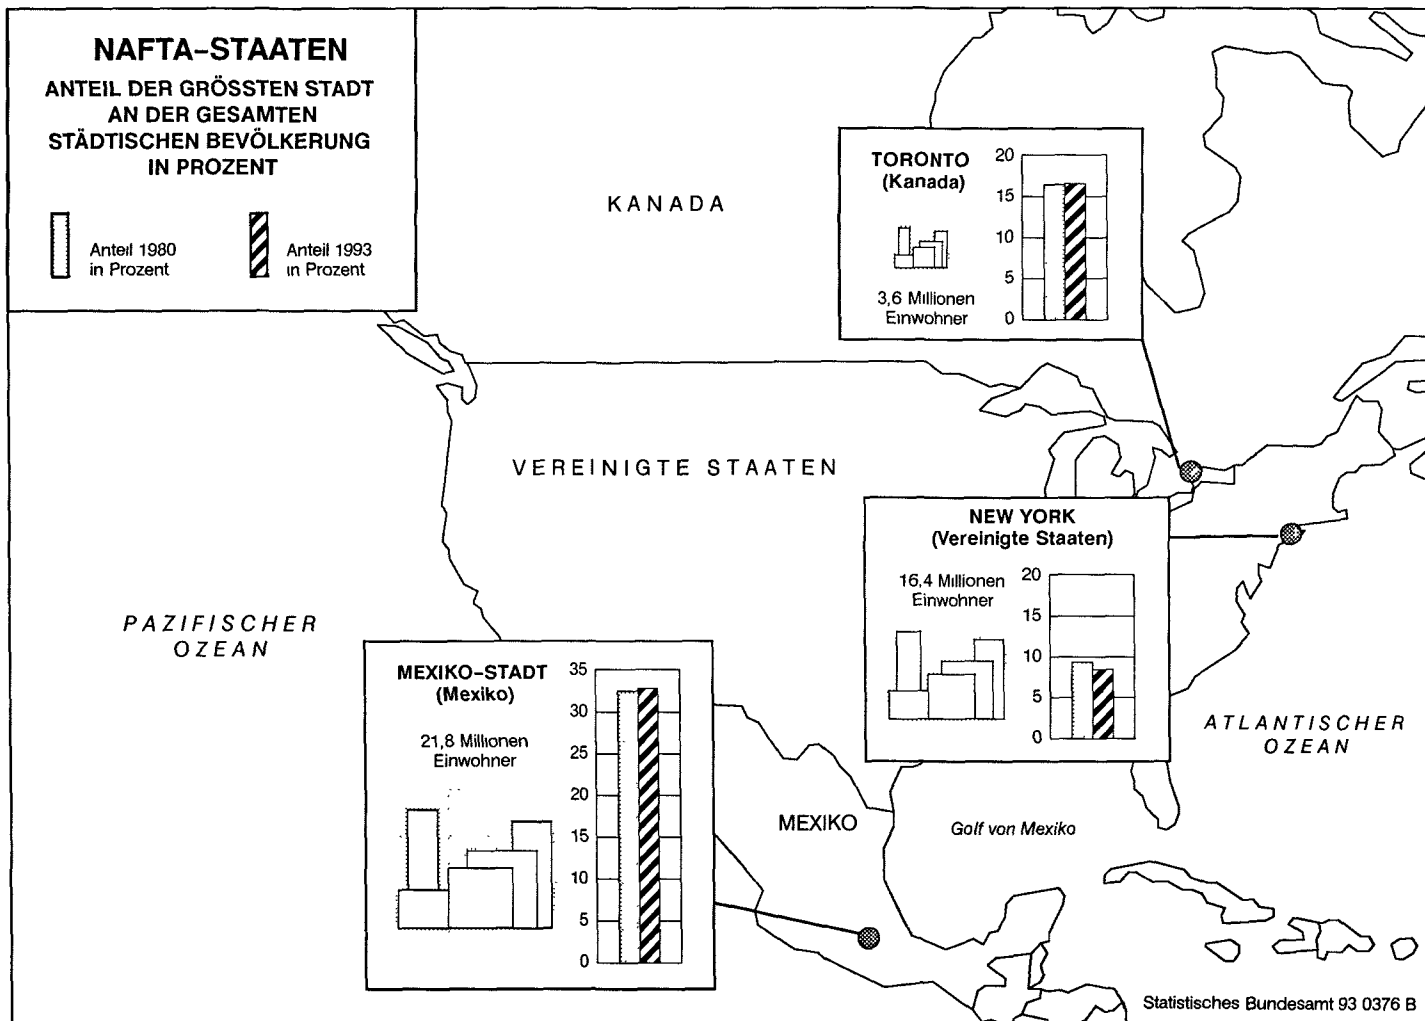 NAFTA-STAATEN
ANTEIL DER GRÖSSTEN STADT
AN DER GESAMTEN
STÄDTISCHEN BEVÖLKERUNG
IN PROZENT
Anteil 1980
in Prozent
Anteil 1993
in Prozent
KANADA
TORONTO
(Kanada)
3,6 Millionen
Einwohner
20
15
10
5
0
VEREINIGTE STAATEN
NEW YORK
(Vereinigte Staaten)
16,4 Millionen
Einwohner
20
15
10
5
0
PAZIFISCHER
OZEAN
MEXIKO-STADT
(Mexiko)
21,8 Millionen
Einwohner
35
30
25
20
15
10
5
0
ATLANTISCHER
OZEAN
MEXIKO
Golf von Mexiko
Statistisches Bundesamt 93 0376 B